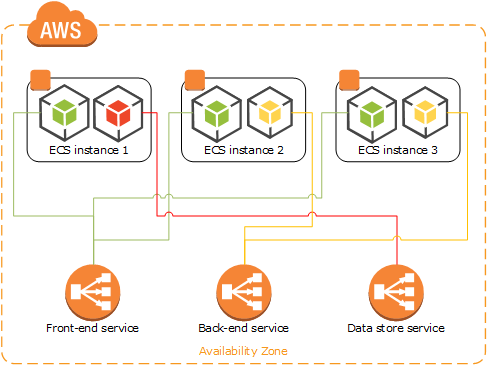 AWS
ECS instance 1
ECS instance 2
ECS instance 3
Front-end service
Back-end service
Data store service
Availability Zone